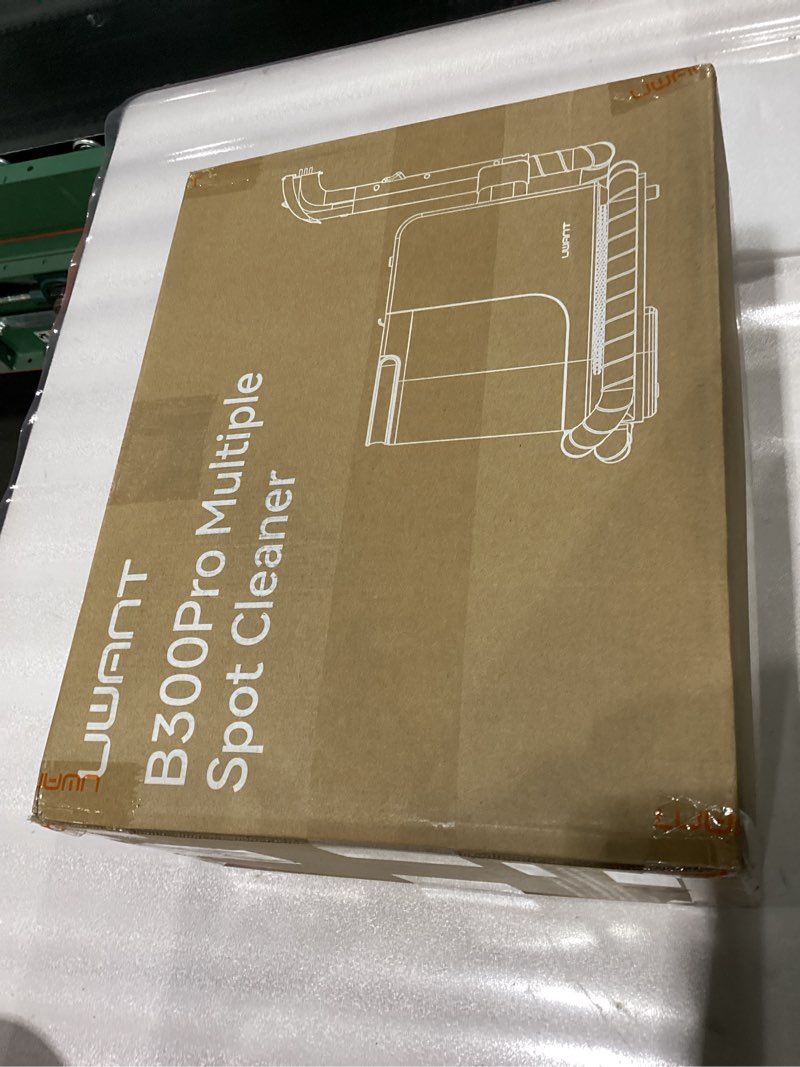 UWANT
B300Pro Multiple
Spot Cleaner
UWANT